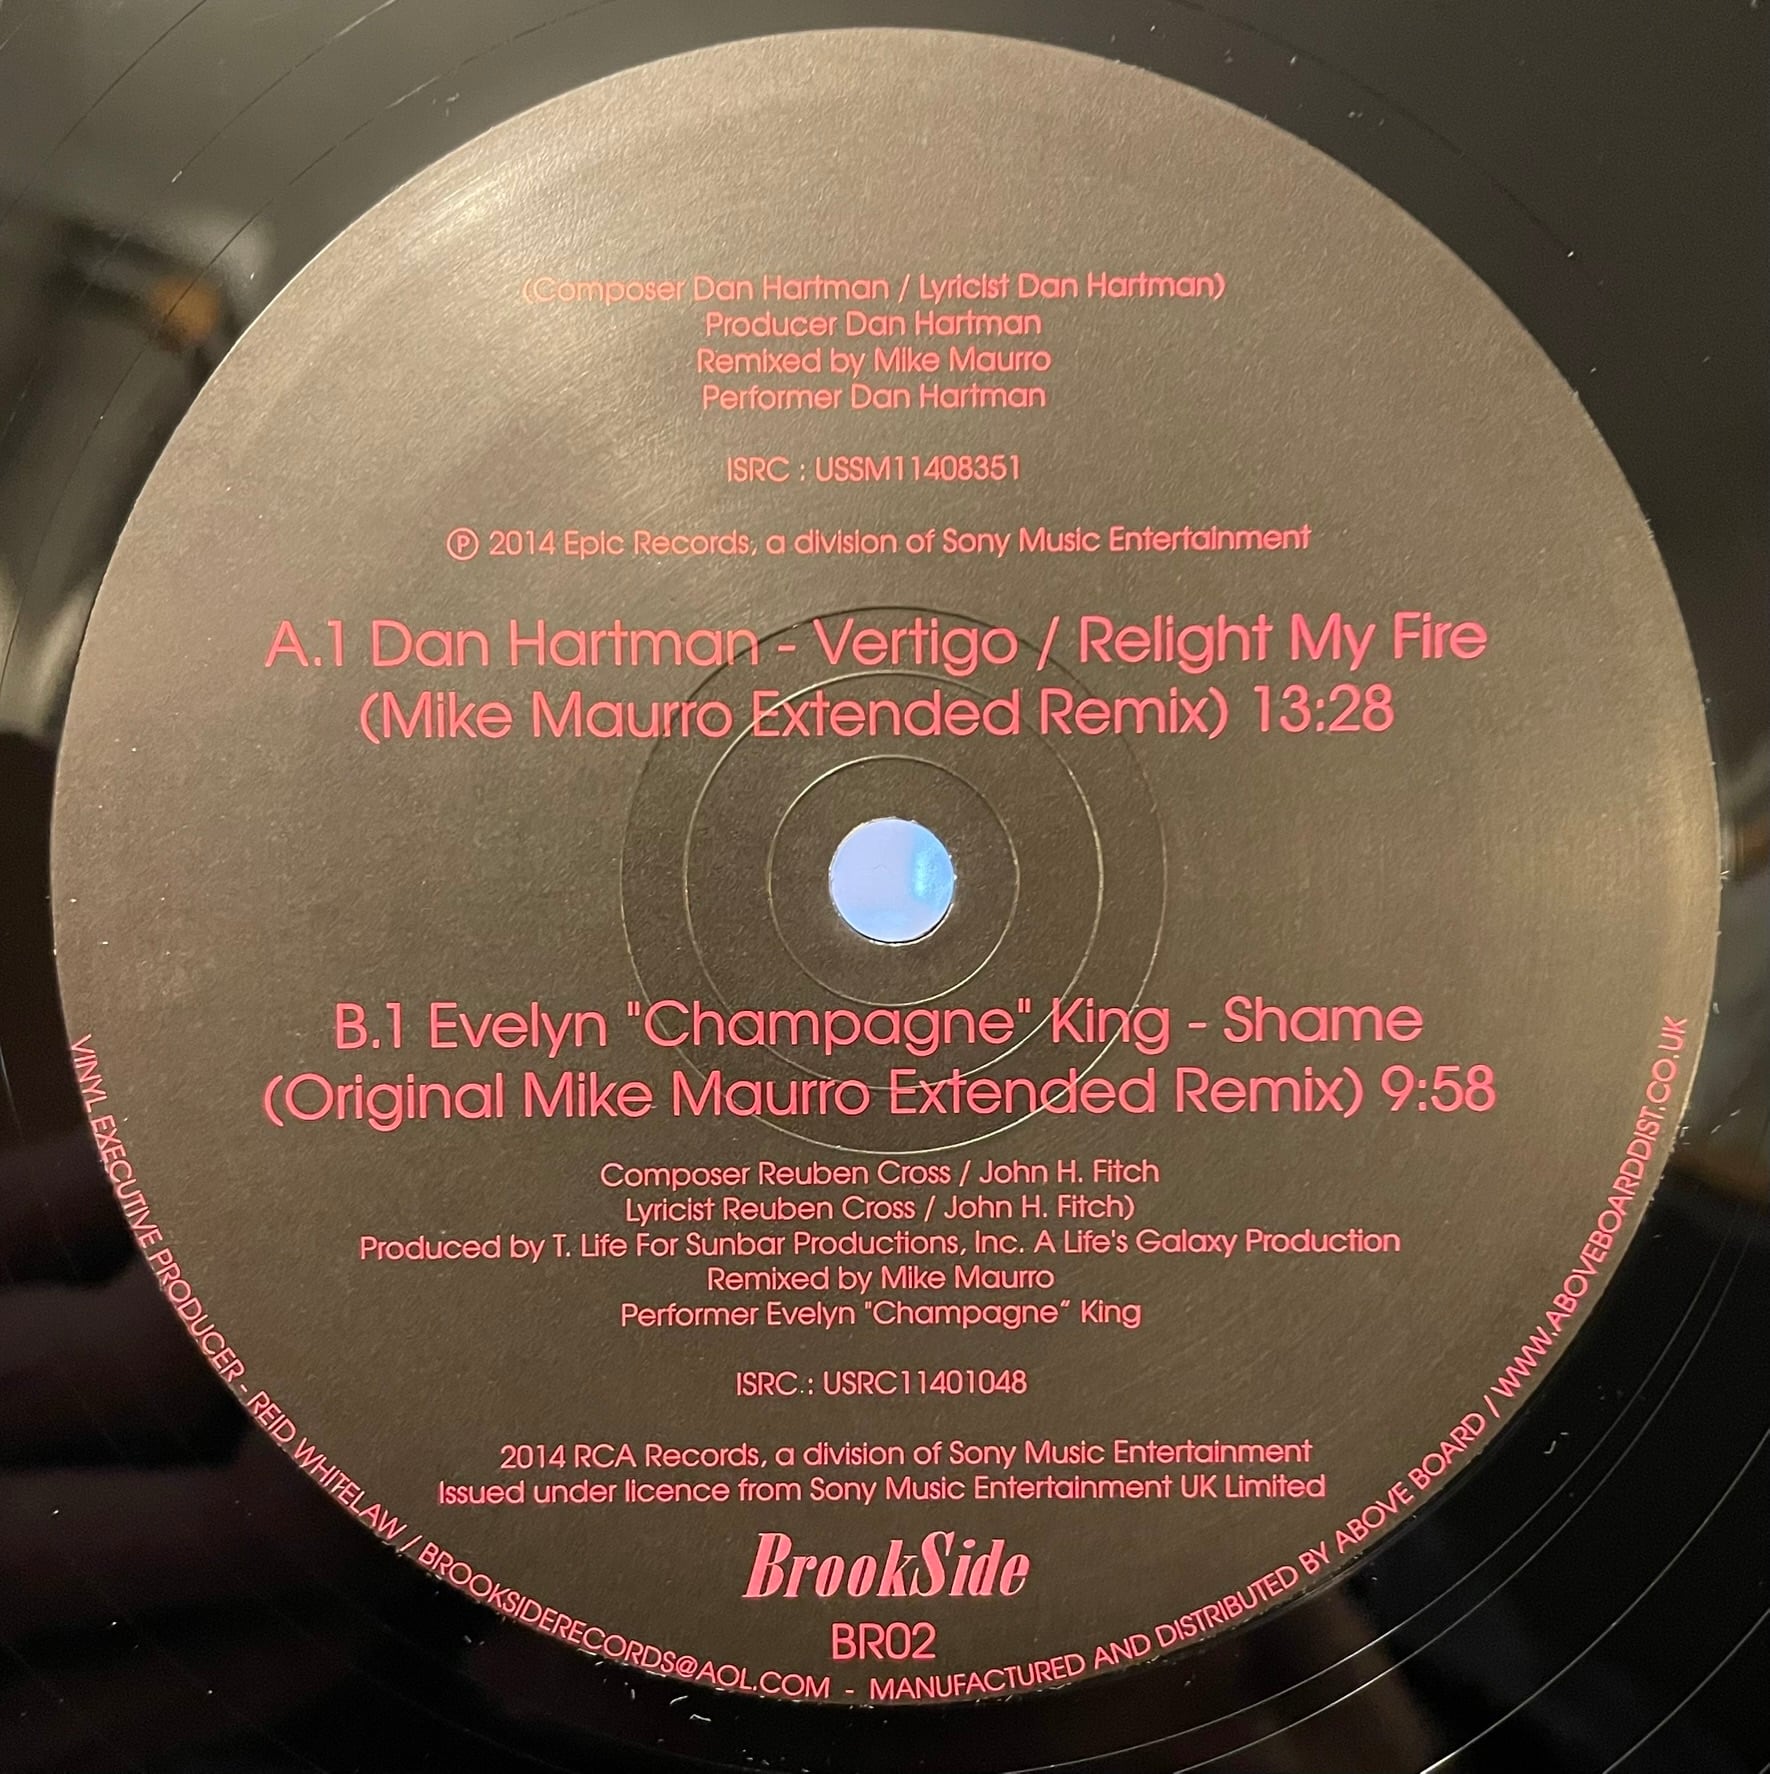 (Composer Dan Hartman / Lyricist Dan Hartman)
Producer Dan Hartman
Remixed by Mike Maurro
Performer Dan Hartman
ISRC : USSM11408351
℗ 2014 Epic Records, a division of Sony Music Entertainment
A.1 Dan Hartman - Vertigo / Relight My Fire
(Mike Maurro Extended Remix) 13:28
B.1 Evelyn "Champagne" King - Shame
(Original Mike Maurro Extended Remix) 9:58
Composer Reuben Cross / John H. Fitch
Lyricist Reuben Cross / John H. Fitch)
Produced by T. Life For Sunbar Productions, Inc. A Life's Galaxy Production
Remixed by Mike Maurro
Performer Evelyn "Champagne" King
ISRC : USRC11401048
2014 RCA Records, a division of Sony Music Entertainment
Issued under licence from Sony Music Entertainment UK Limited
BrookSide
BR02
VINYL EXECUTIVE PRODUCER - REID WHITELAW / BROOKSIDERECORDS@AOL.COM - MANUFACTURED AND DISTRIBUTED BY ABOVE BOARD / WWW.ABOVEBOARDDIST.CO.UK